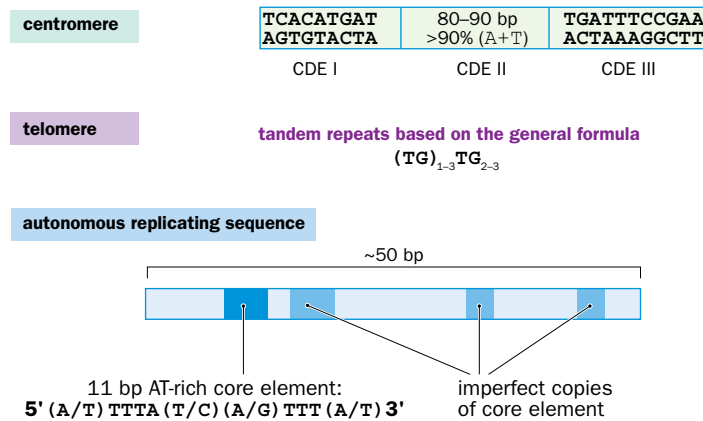 centromere
TCACATGAT 80–90 bp TGATTTCCGAA
AGTGTACTA >90% (A+T) ACTAAAGGCTT
CDE I CDE II CDE III
telomere
tandem repeats based on the general formula
(TG)1–3TG2–3
autonomous replicating sequence
~50 bp
11 bp AT-rich core element:
5' (A/T)TTTA(T/C)(A/G)TTT(A/T) 3'
imperfect copies
of core element